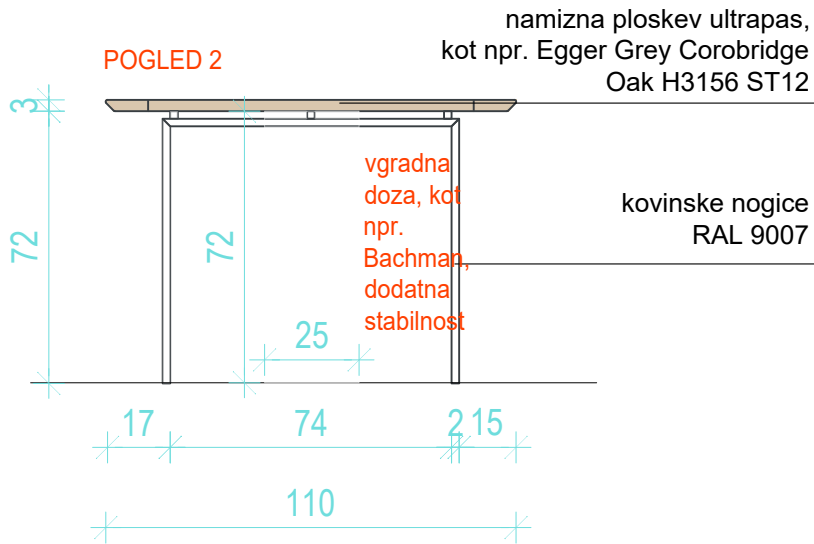 namizna ploskev ultrapas,
kot npr. Egger Grey Corobridge
Oak H3156 ST12
POGLED 2
3
vgradna
doza, kot
npr.
Bachman,
dodatna
stabilnost
kovinske nogice
RAL 9007
72
72
25
17
74
2
15
110